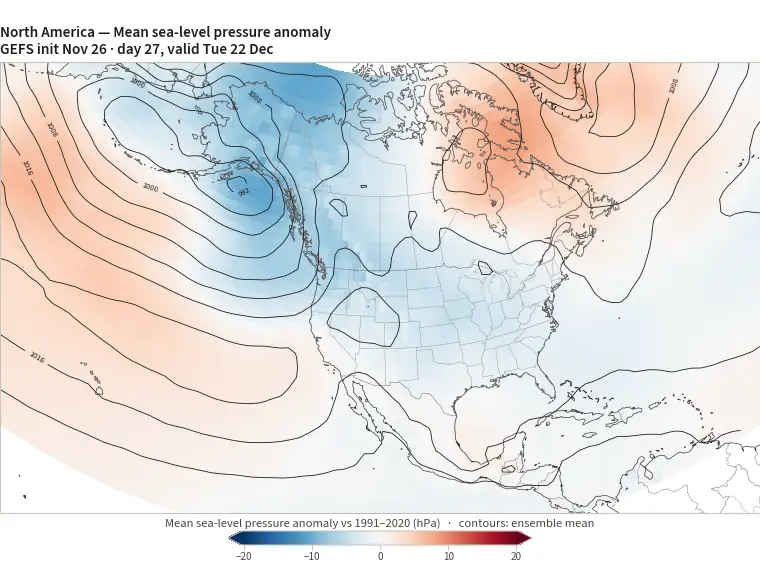 North America — Mean sea-level pressure anomaly
GEFS init Nov 26 · day 27, valid Tue 22 Dec
1000
1008
1008
1008
1016
1000
992
1016
Mean sea-level pressure anomaly vs 1991–2020 (hPa) · contours: ensemble mean
−20 −10 0 10 20